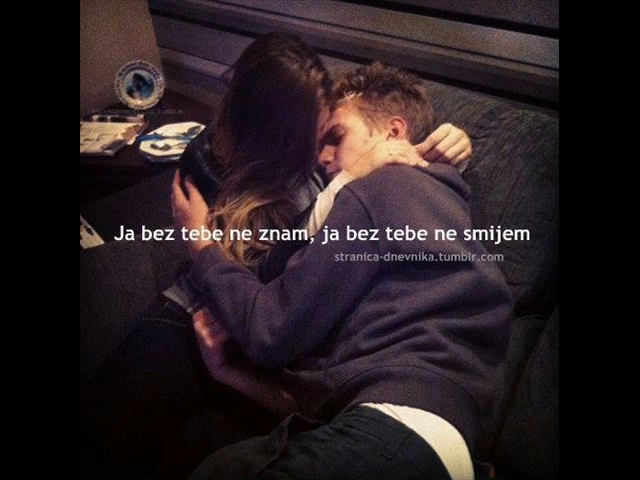 Ja bez tebe ne znam, ja bez tebe ne smijem
stranica-dnevnika.tumblr.com